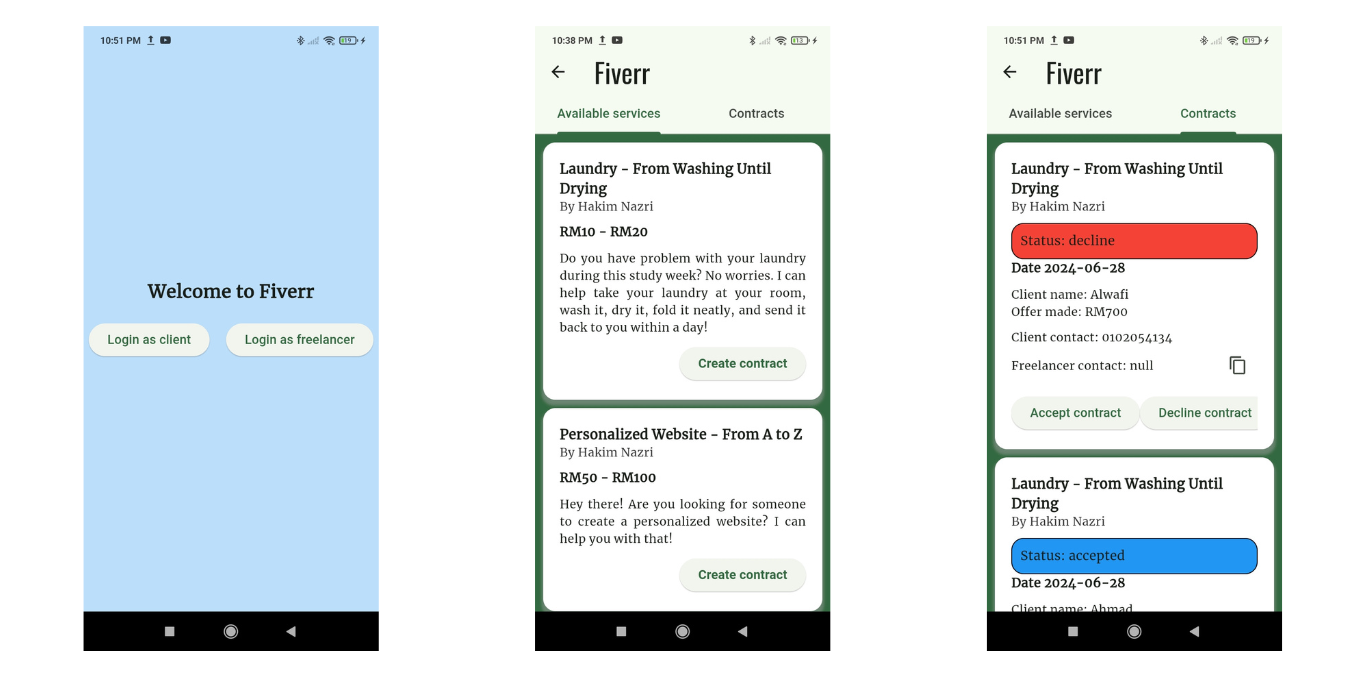 10:51 PM
19
Welcome to Fiverr
Login as client
Login as freelancer
10:38 PM
13
Fiverr
Available services
Contracts
Laundry - From Washing Until
Drying
By Hakim Nazri
RM10 - RM20
Do you have problem with your laundry
during this study week? No worries. I can
help take your laundry at your room,
wash it, dry it, fold it neatly, and send it
back to you within a day!
Create contract
Personalized Website - From A to Z
By Hakim Nazri
RM50 - RM100
Hey there! Are you looking for someone
to create a personalized website? I can
help you with that!
Create contract
10:51 PM
19
Fiverr
Available services
Contracts
Laundry - From Washing Until
Drying
By Hakim Nazri
Status: decline
Date 2024-06-28
Client name: Alwafi
Offer made: RM700
Client contact: 0102054134
Freelancer contact: null
Accept contract
Decline contract
Laundry - From Washing Until
Drying
By Hakim Nazri
Status: accepted
Date 2024-06-28
Client name: Ahmad